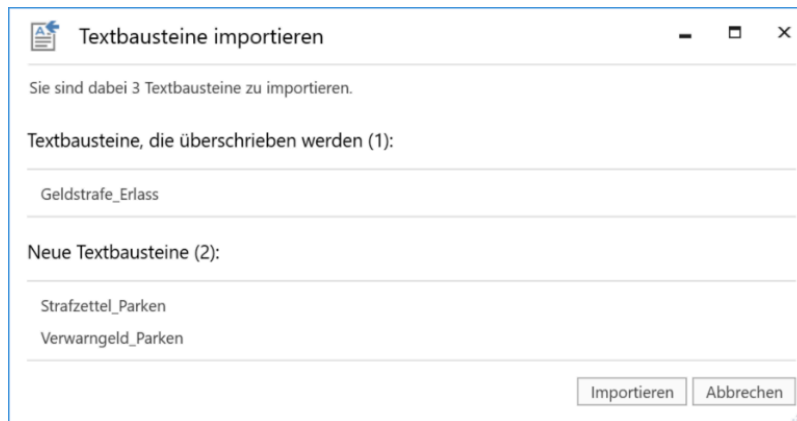 Textbausteine importieren
Sie sind dabei 3 Textbausteine zu importieren.
Textbausteine, die überschrieben werden (1):
Geldstrafe_Erlass
Neue Textbausteine (2):
Strafzettel_Parken
Verwarngeld_Parken
Importieren Abbrechen